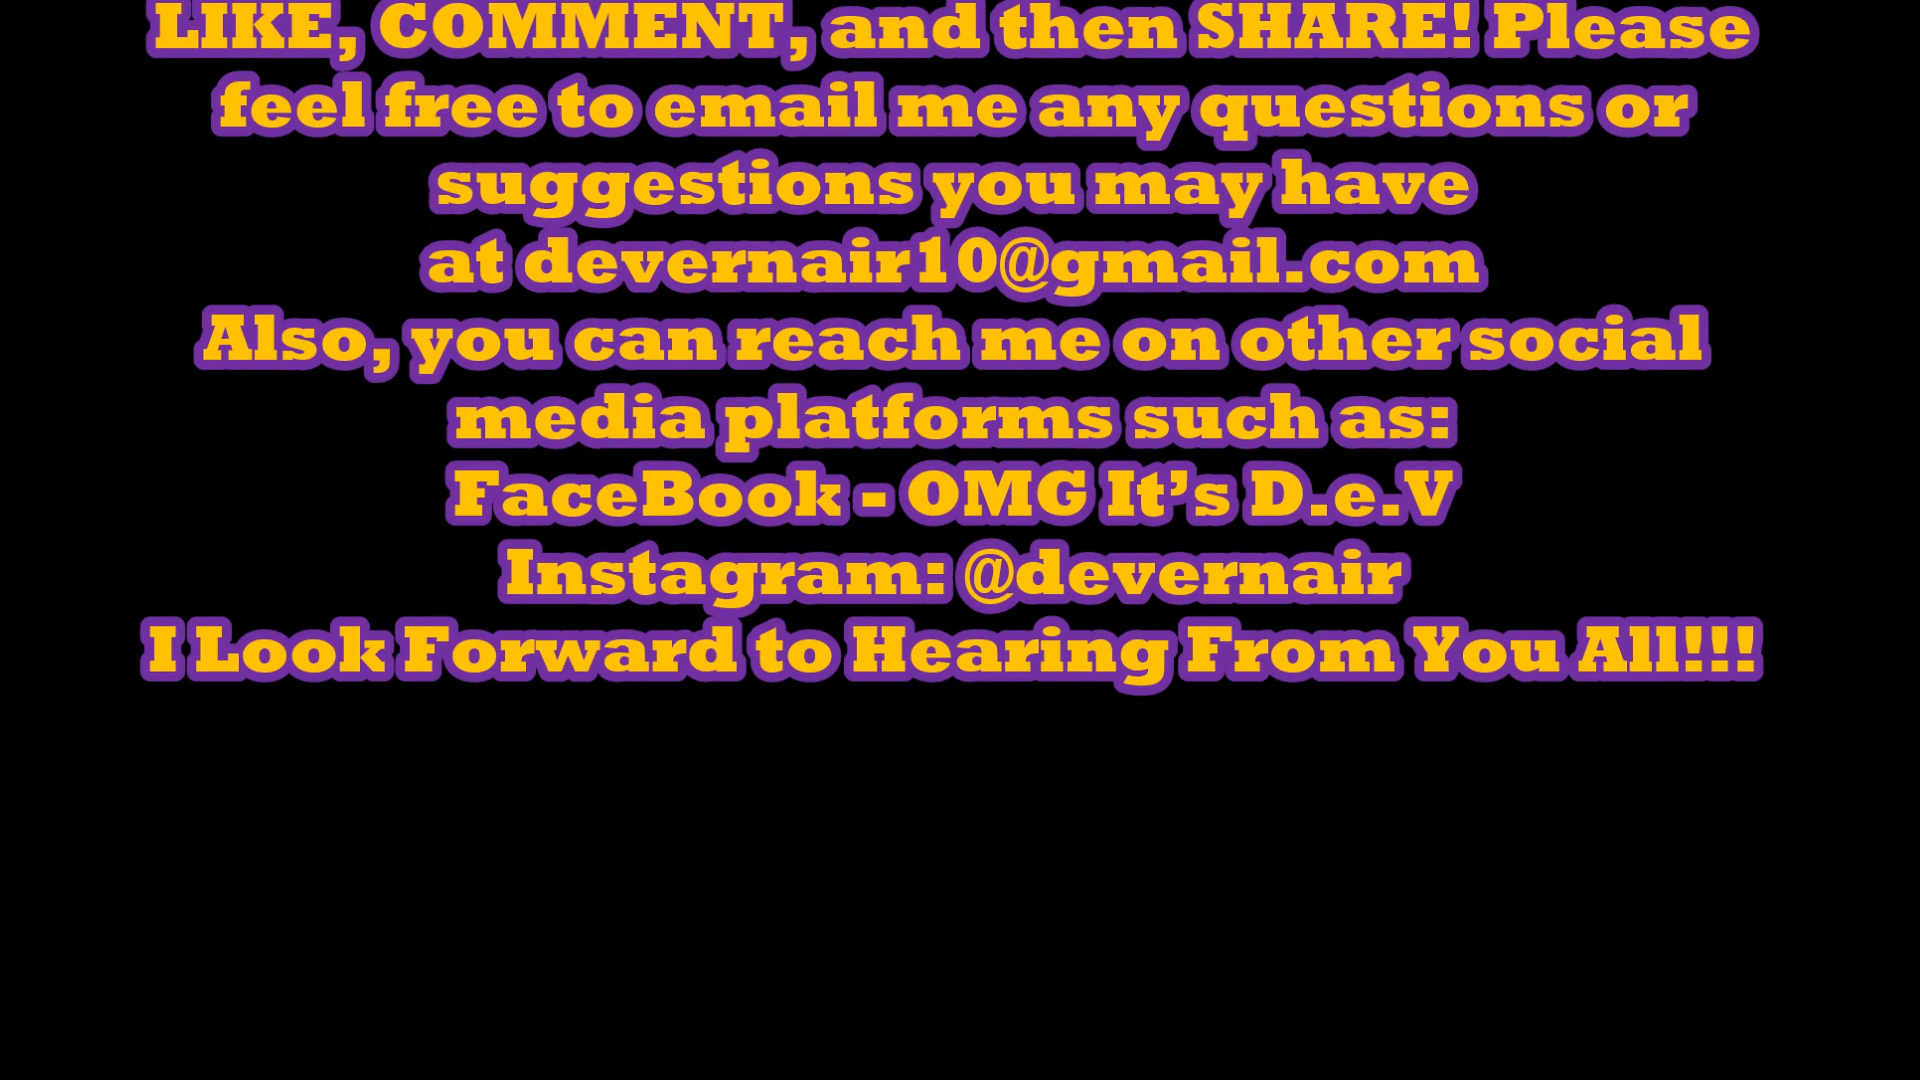 LIKE, COMMENT, and then SHARE! Please
feel free to email me any questions or
suggestions you may have
at devernair10@gmail.com
Also, you can reach me on other social
media platforms such as:
FaceBook - OMG It’s D.e.V
Instagram: @devernair
I Look Forward to Hearing From You All!!!